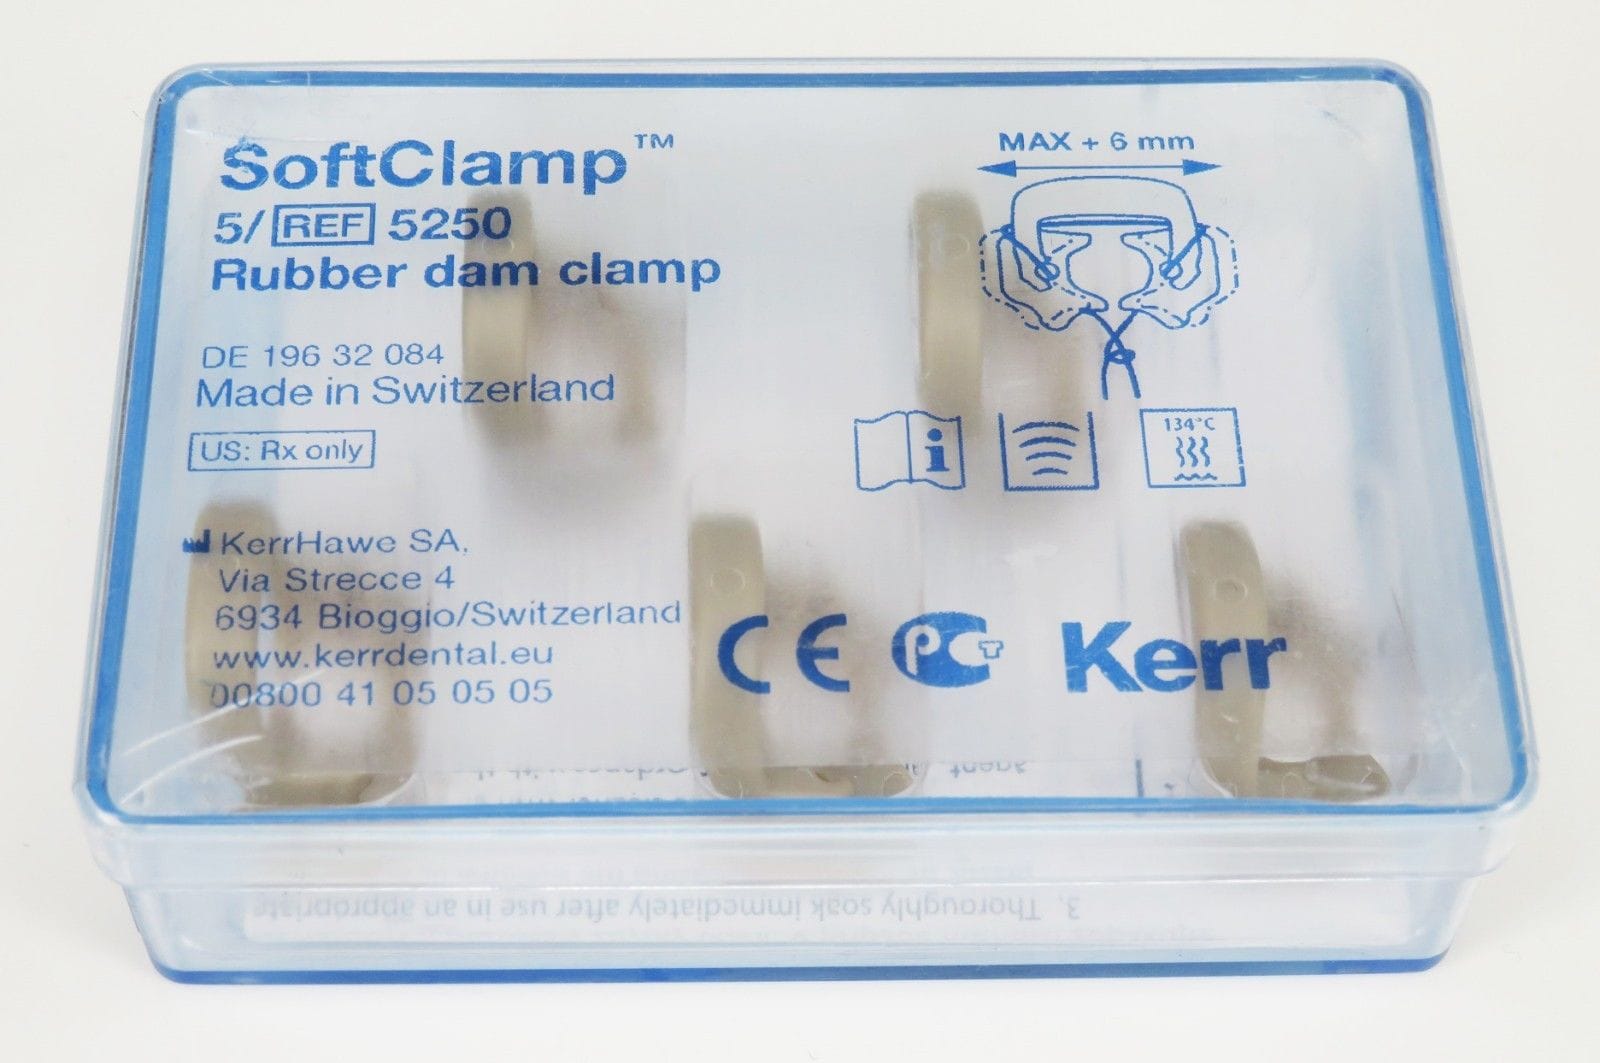 SoftClamp™
5/ REF 5250
Rubber dam clamp
DE 196 32 084
Made in Switzerland
US: Rx only
MAX + 6 mm
i
134°C
KerrHawe SA,
Via Strecce 4
6934 Bioggio/Switzerland
www.kerrdental.eu
00800 41 05 05 05
CE PCT Kerr
3. Thoroughly soak immediately after use in an appropriate